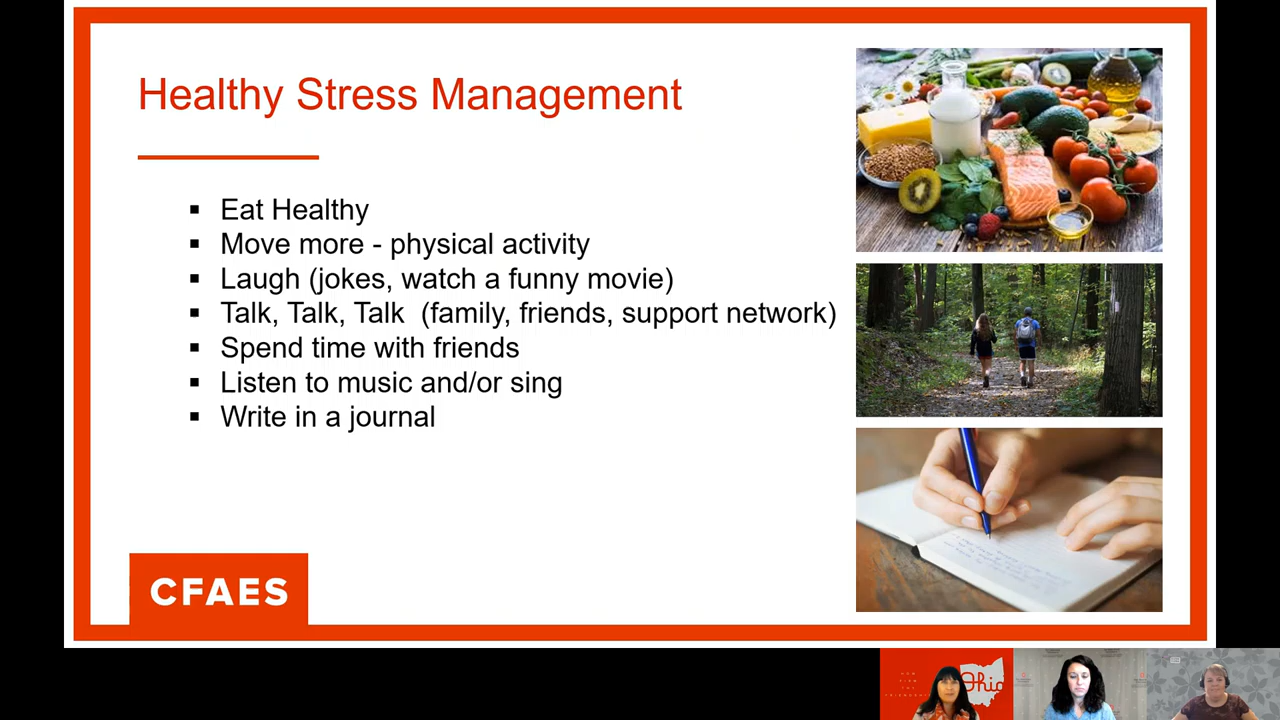 Healthy Stress Management
▪ Eat Healthy
▪ Move more - physical activity
▪ Laugh (jokes, watch a funny movie)
▪ Talk, Talk, Talk (family, friends, support network)
▪ Spend time with friends
▪ Listen to music and/or sing
▪ Write in a journal
CFAES
Ohio